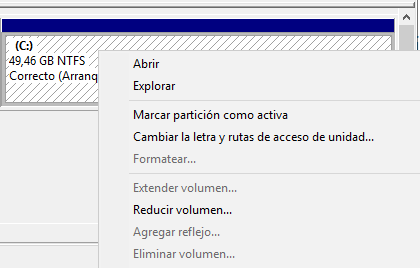 (C:)
49,46 GB NTFS
Correcto (Arranq
Abrir
Explorar
Marcar partición como activa
Cambiar la letra y rutas de acceso de unidad...
Formatear...
Extender volumen...
Reducir volumen...
Agregar reflejo...
Eliminar volumen...